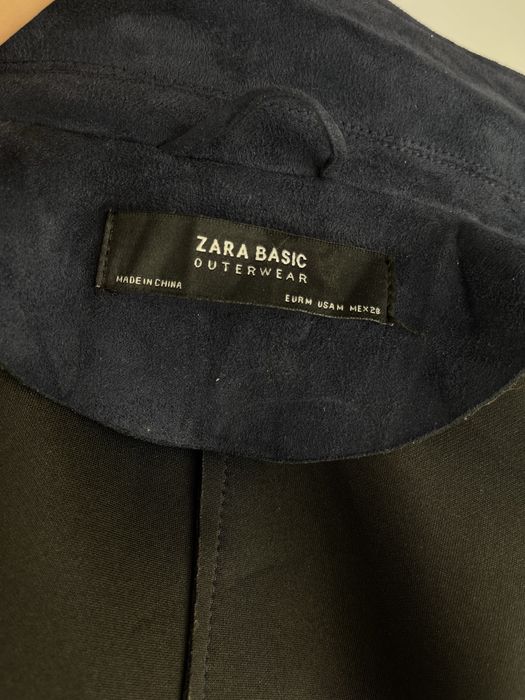 ZARA BASIC
OUTERWEAR
MADE IN CHINA
EUR M USA M MEX 28